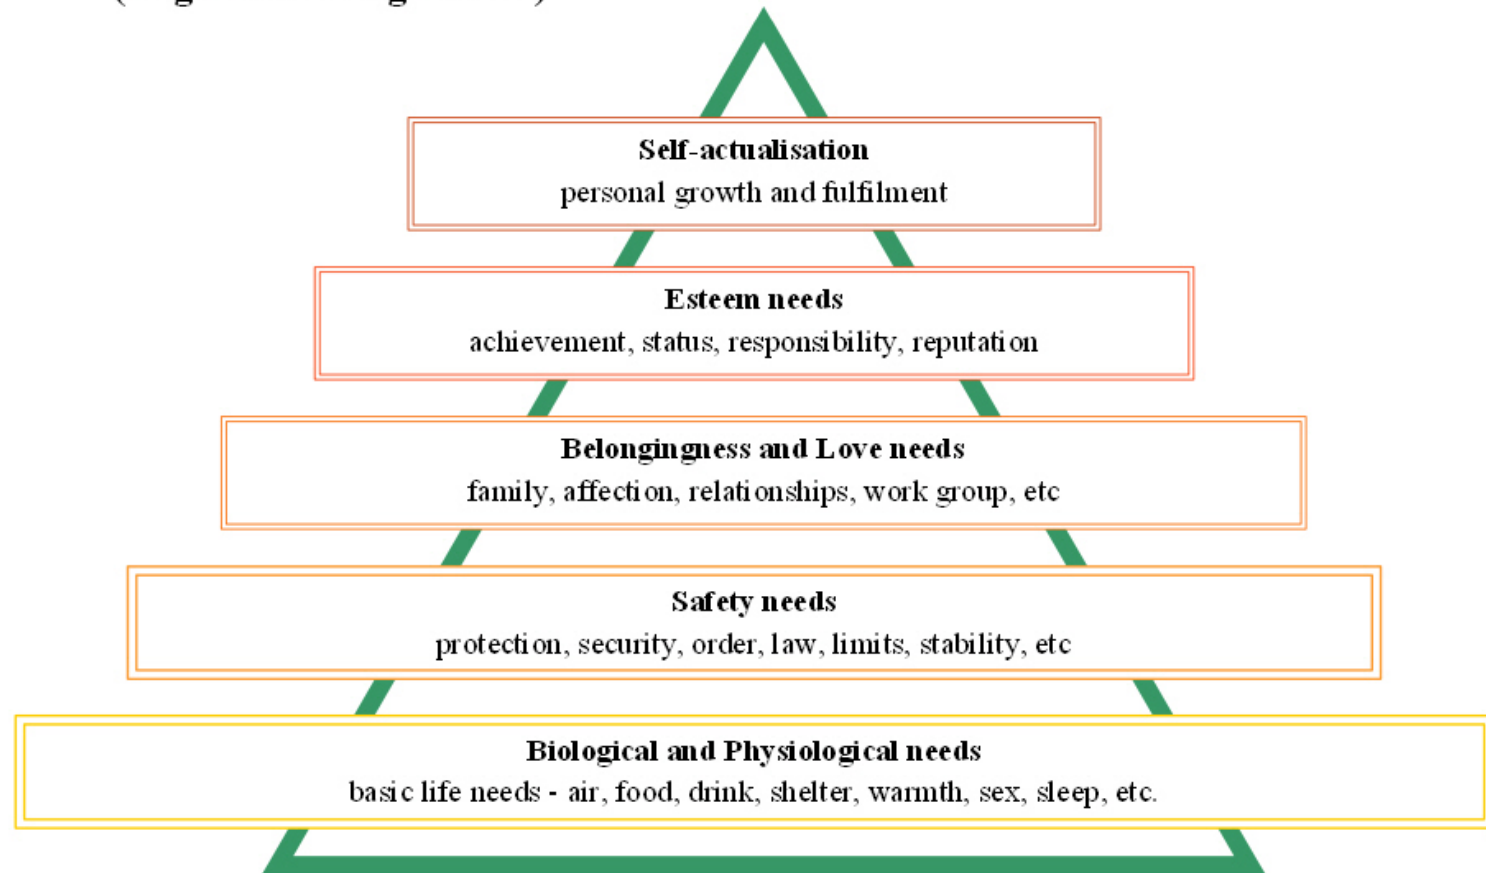 Self-actualisation
personal growth and fulfilment
Esteem needs
achievement, status, responsibility, reputation
Belongingness and Love needs
family, affection, relationships, work group, etc
Safety needs
protection, security, order, law, limits, stability, etc
Biological and Physiological needs
basic life needs - air, food, drink, shelter, warmth, sex, sleep, etc.